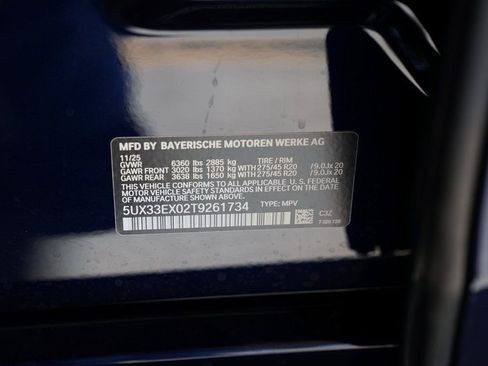 MFD BY BAYERISCHE MOTOREN WERKE AG
11/25
GVWR 6360 lbs 2885 kg TIRE / RIM
GAWR FRONT 3020 lbs 1370 kg WITH 275/45 R20 / 9.0Jx 20
GAWR REAR 3638 lbs 1650 kg WITH 275/45 R20 / 9.0Jx 20
THIS VEHICLE CONFORMS TO ALL APPLICABLE
U.S. FEDERAL MOTOR VEHICLE SAFETY
STANDARDS IN EFFECT ON THE DATE OF
MANUFACTURE SHOWN ABOVE.
5UX33EX02T9261734 TYPE: MPV
C3Z